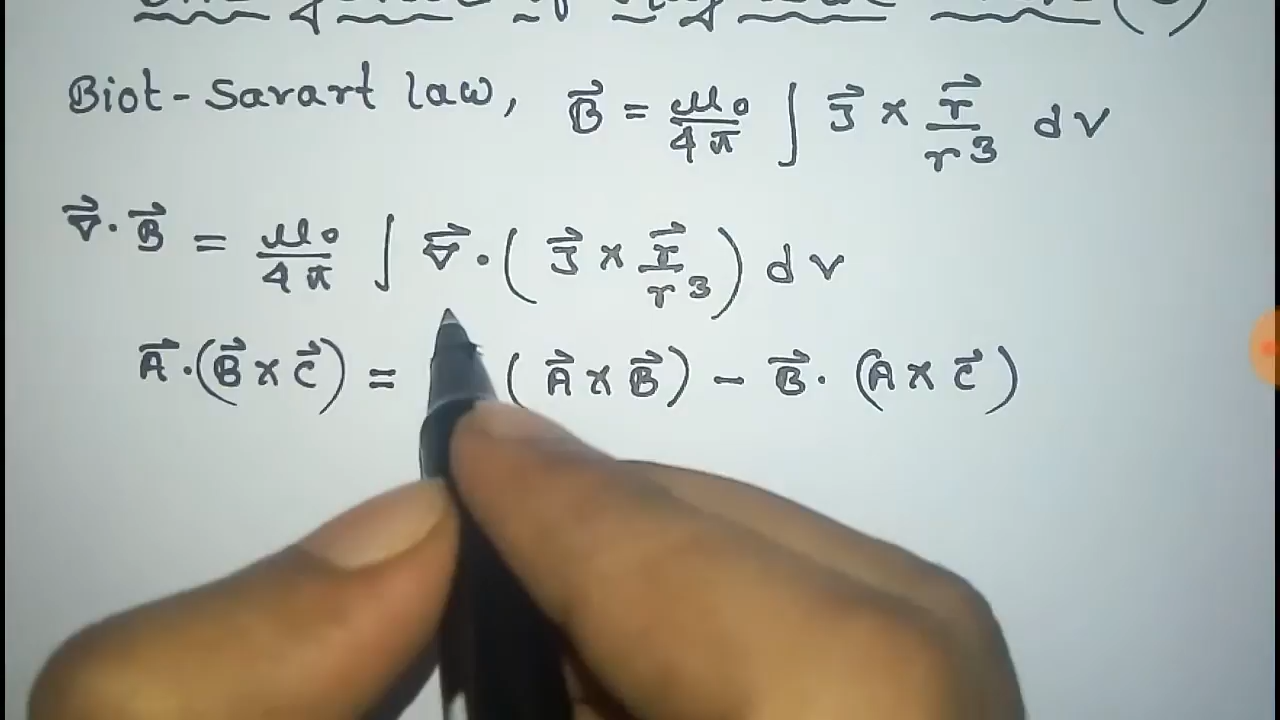 Biot-Savart law, B⃗ = μ₀/4π ∫ J⃗ × r⃗/r³ dv
∇⃗·B⃗ = μ₀/4π ∫ ∇⃗·(J⃗ × r⃗/r³) dv
A⃗·(B⃗×C⃗) = (A⃗×B⃗) - B⃗·(A×C⃗)